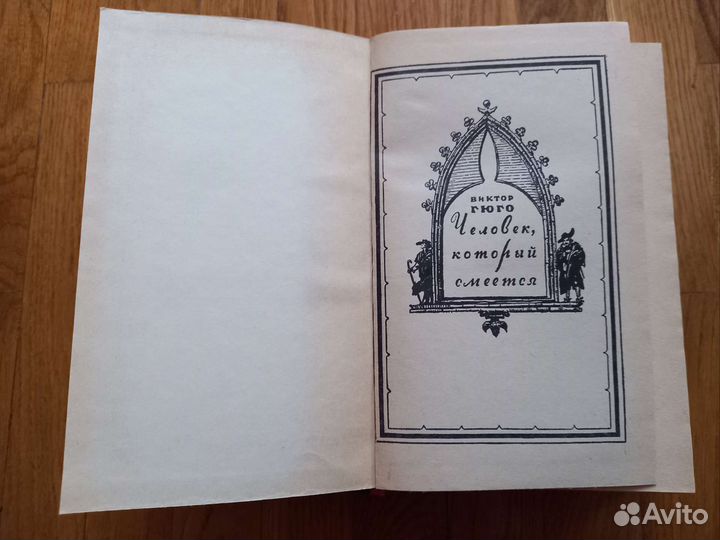 ВИКТОР
ГЮГО
Человек,
который
смеется
Avito